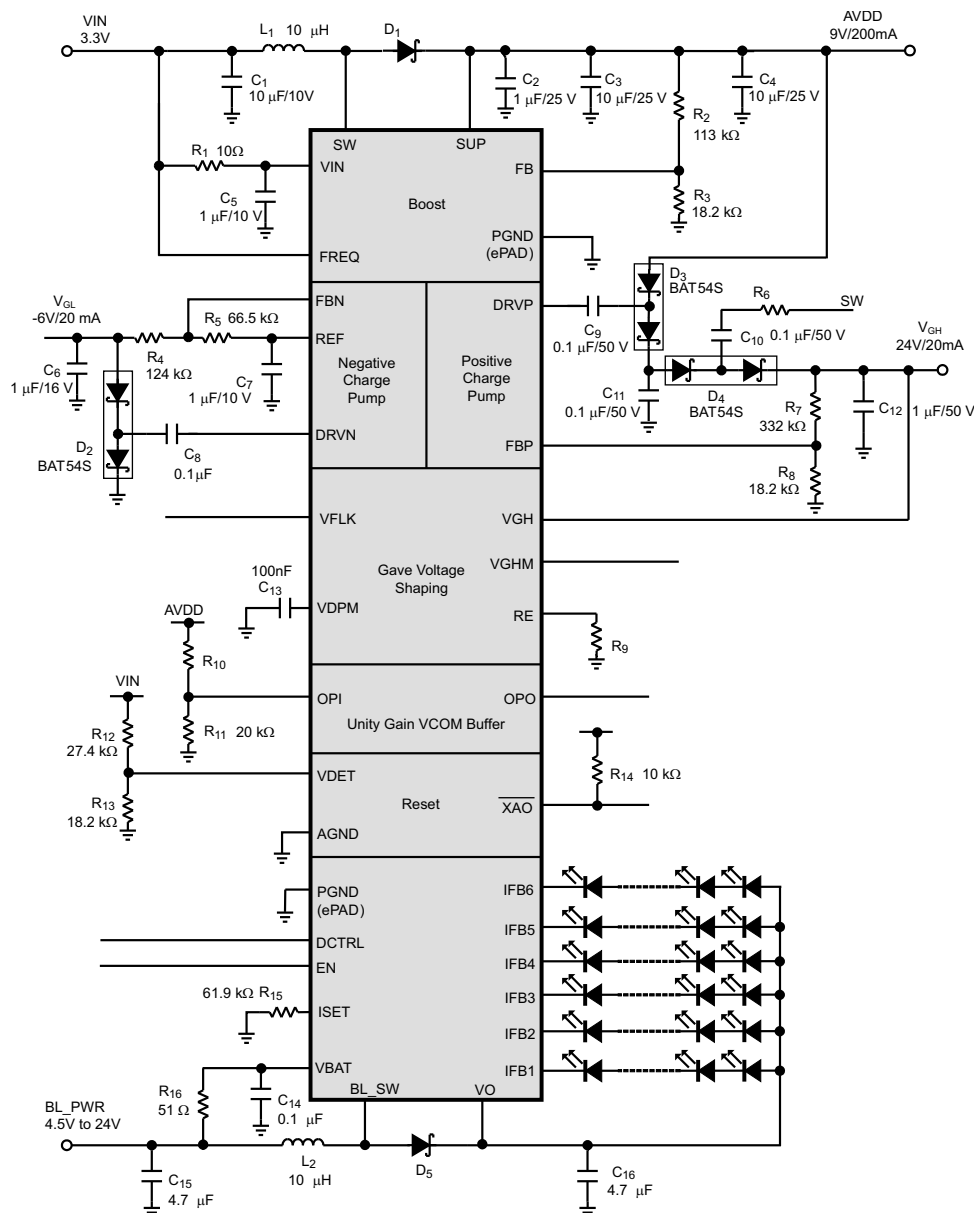 VIN
3.3V
L1 10 μH
D1
AVDD
9V/200mA
C1
10 μF/10V
C2
1 μF/25 V
C3
10 μF/25 V
C4
10 μF/25 V
R2
113 kΩ
SW
SUP
R1 10Ω
VIN
FB
C5
1 μF/10 V
R3
18.2 kΩ
Boost
PGND
(ePAD)
FREQ
D3
BAT54S
VGL
-6V/20 mA
FBN
DRVP
R6
SW
R5 66.5 kΩ
REF
C9
0.1 μF/50 V
C10
0.1 μF/50 V
VGH
24V/20mA
R4
124 kΩ
C6
1 μF/16 V
C7
1 μF/10 V
Negative
Charge
Pump
Positive
Charge
Pump
C11
0.1 μF/50 V
D4
BAT54S
R7
332 kΩ
C12
1 μF/50 V
D2
BAT54S
C8
0.1μF
DRVN
FBP
R8
18.2 kΩ
VFLK
VGH
Gave Voltage
Shaping
VGHM
100nF
C13
VDPM
RE
R9
AVDD
R10
VIN
OPI
OPO
R11 20 kΩ
Unity Gain VCOM Buffer
R12
27.4 kΩ
VDET
R14 10 kΩ
R13
18.2 kΩ
Reset
XAO
AGND
PGND
(ePAD)
IFB6
IFB5
DCTRL
EN
IFB4
IFB3
61.9 kΩ R15
ISET
IFB2
VBAT
IFB1
R16
51 Ω
C14
0.1 μF
BL_SW
VO
BL_PWR
4.5V to 24V
L2
10 μH
D5
C15
4.7 μF
C16
4.7 μF